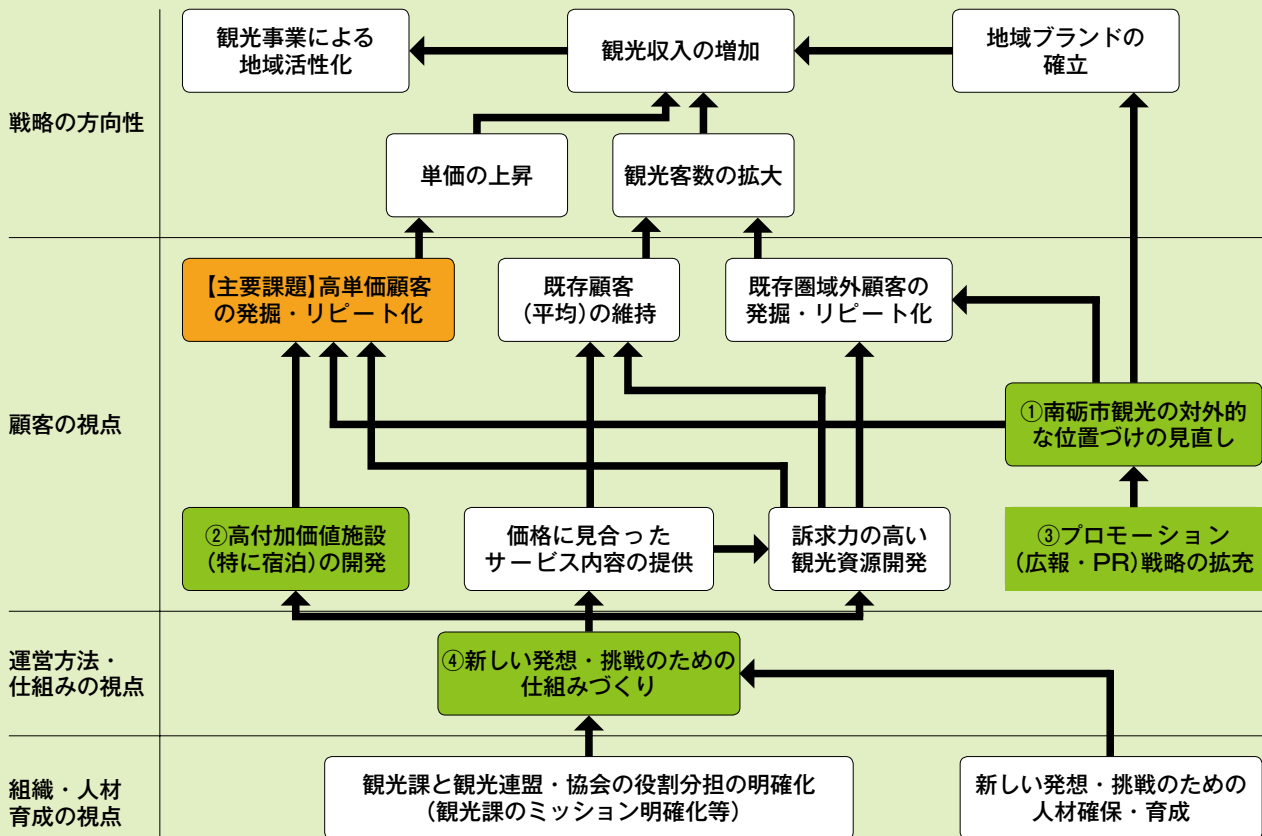 観光事業による
地域活性化
観光収入の増加
地域ブランドの
確立
戦略の方向性
単価の上昇
観光客数の拡大
【主要課題】高単価顧客
の発掘・リピート化
既存顧客
(平均)の維持
既存圏域外顧客の
発掘・リピート化
顧客の視点
①南砺市観光の対外的
な位置づけの見直し
②高付加価値施設
(特に宿泊)の開発
価格に見合った
サービス内容の提供
訴求力の高い
観光資源開発
③プロモーション
(広報・PR)戦略の拡充
運営方法・
仕組みの視点
④新しい発想・挑戦のための
仕組みづくり
組織・人材
育成の視点
観光課と観光連盟・協会の役割分担の明確化
(観光課のミッション明確化等)
新しい発想・挑戦のための
人材確保・育成